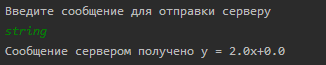 Введите сообщение для отправки серверу
string
Сообщение сервером получено y = 2.0x+0.0